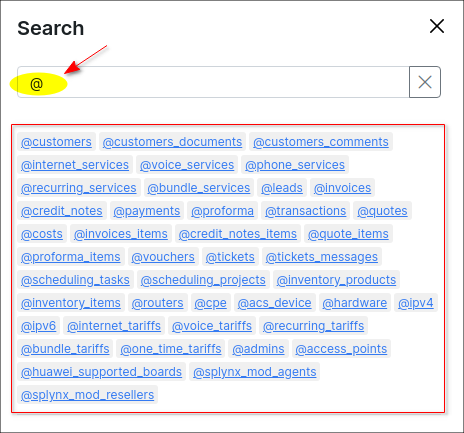 Search
@
@customers @customers_documents @customers_comments
@internet_services @voice_services @phone_services
@recurring_services @bundle_services @leads @invoices
@credit_notes @payments @proforma @transactions @quotes
@costs @invoices_items @credit_notes_items @quote_items
@proforma_items @vouchers @tickets @tickets_messages
@scheduling_tasks @scheduling_projects @inventory_products
@inventory_items @routers @cpe @acs_device @hardware @ipv4
@ipv6 @internet_tariffs @voice_tariffs @recurring_tariffs
@bundle_tariffs @one_time_tariffs @admins @access_points
@huawei_supported_boards @splynx_mod_agents
@splynx_mod_resellers